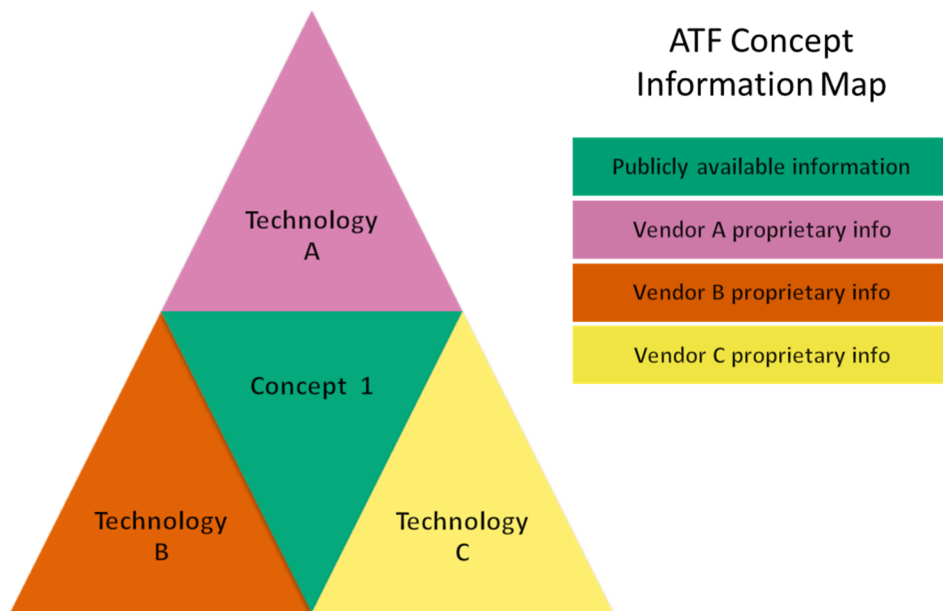 ATF Concept
Information Map
Publicly available information
Vendor A proprietary info
Vendor B proprietary info
Vendor C proprietary info
Technology
A
Concept 1
Technology
B
Technology
C